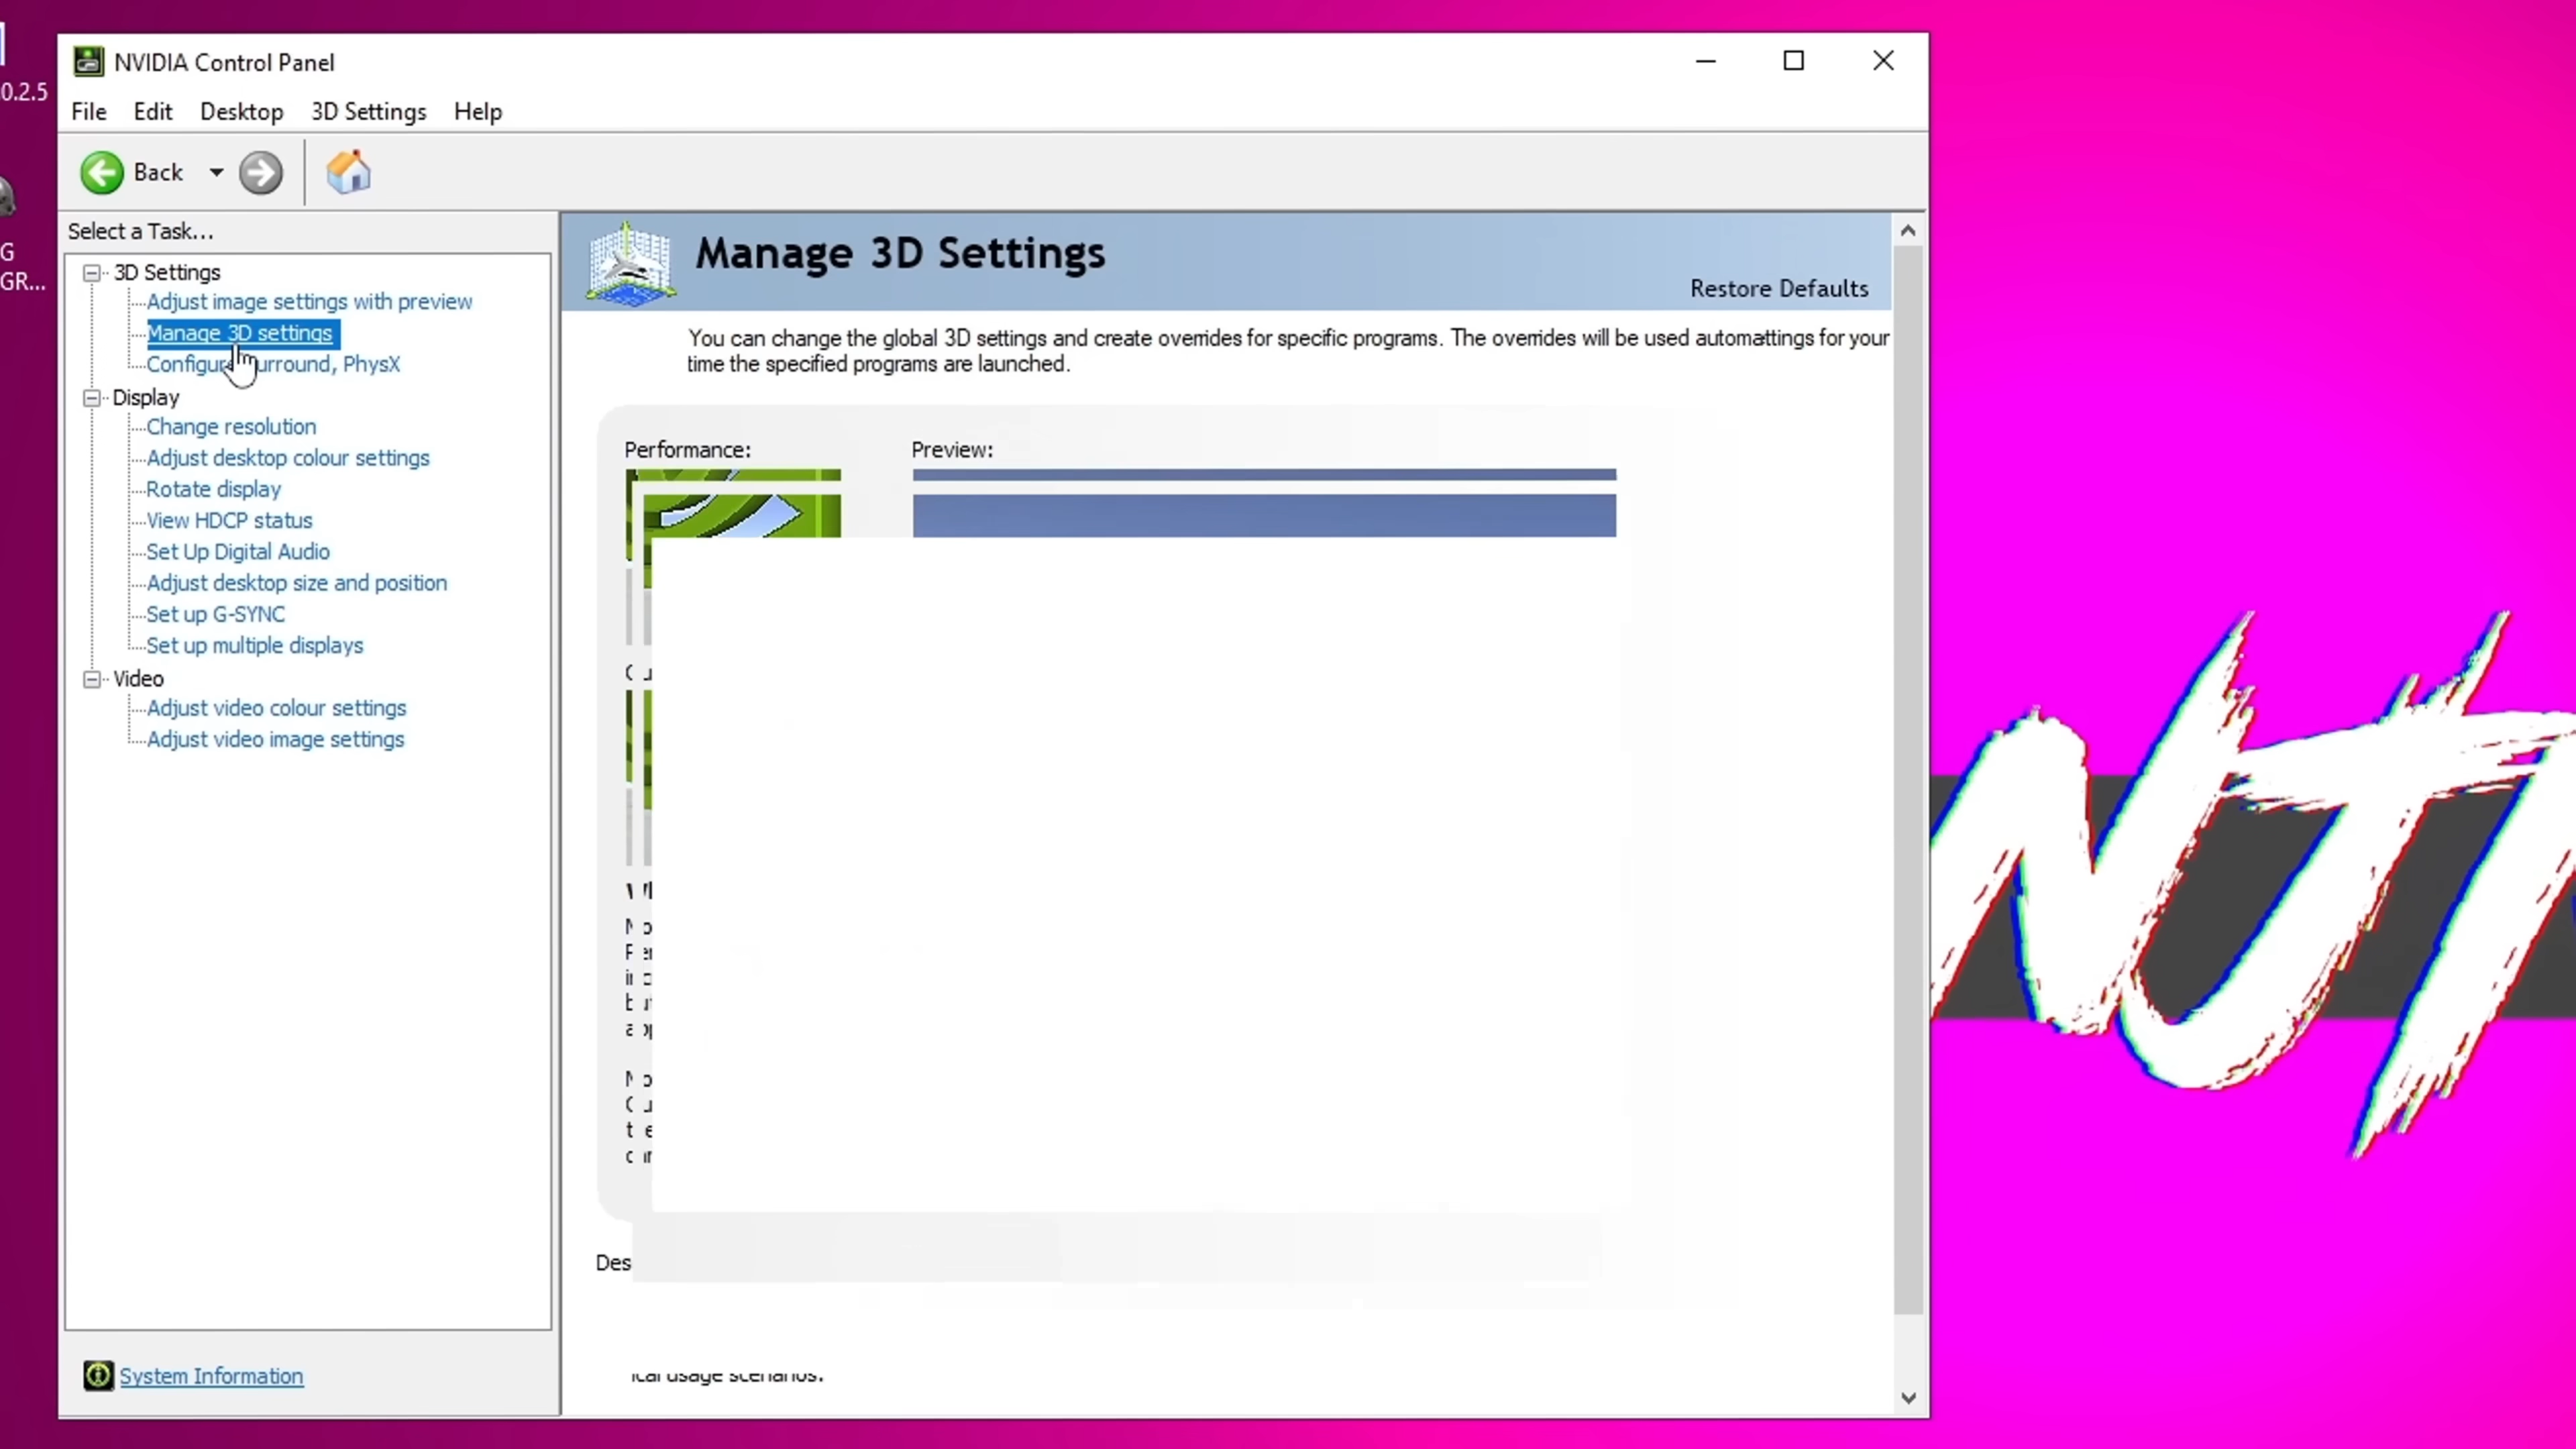 0.2.5
G
GR...
NVIDIA Control Panel
File Edit Desktop 3D Settings Help
Back
Select a Task...
3D Settings
Adjust image settings with preview
Manage 3D settings
Configure urround, PhysX
Display
Change resolution
Adjust desktop colour settings
Rotate display
View HDCP status
Set Up Digital Audio
Adjust desktop size and position
Set up G-SYNC
Set up multiple displays
Video
Adjust video colour settings
Adjust video image settings
System Information
Manage 3D Settings
Restore Defaults
You can change the global 3D settings and create overrides for specific programs. The overrides will be used automattings for your
time the specified programs are launched.
Performance:
Preview:
Des
ical usage scenarios.